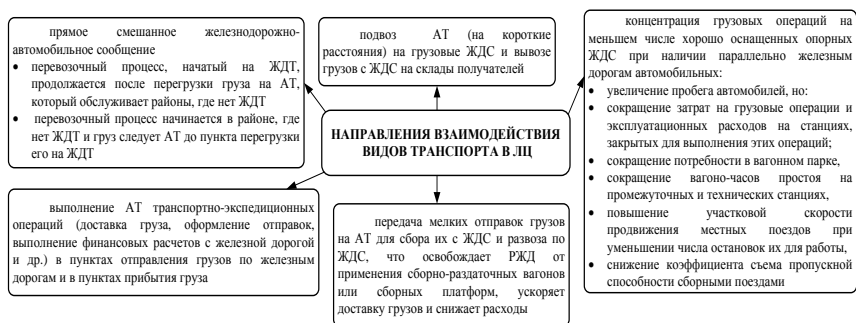 прямое смешанное железнодорожно-
автомобильное сообщение
• перевозочный процесс, начатый на ЖДТ,
продолжается после перегрузки груза на АТ,
который обслуживает районы, где нет ЖДТ
• перевозочный процесс начинается в районе, где
нет ЖДТ и груз следует АТ до пункта перегрузки
его на ЖДТ
подвоз АТ (на короткие
расстояния) на грузовые ЖДС и вывозе
грузов с ЖДС на склады получателей
концентрация грузовых операций на
меньшем числе хорошо оснащенных опорных
ЖДС при наличии параллельно железным
дорогам автомобильных:
• увеличение пробега автомобилей, но:
• сокращение затрат на грузовые операции и
эксплуатационных расходов на станциях,
закрытых для выполнения этих операций;
• сокращение потребности в вагонном парке,
• сокращение вагоно-часов простоя на
промежуточных и технических станциях,
• повышение участковой скорости
продвижения местных поездов при
уменьшении числа остановок их для работы,
• снижение коэффициента съема пропускной
способности сборными поездами
НАПРАВЛЕНИЯ ВЗАИМОДЕЙСТВИЯ
ВИДОВ ТРАНСПОРТА В ЛЦ
выполнение АТ транспортно-экспедиционных
операций (доставка груза, оформление отправок,
выполнение финансовых расчетов с железной дорогой
и др.) в пунктах отправления грузов по железным
дорогам и в пунктах прибытия груза
передача мелких отправок грузов
на АТ для сбора их с ЖДС и развоза по
ЖДС, что освобождает РЖД от
применения сборно-раздаточных вагонов
или сборных платформ, ускоряет
доставку грузов и снижает расходы